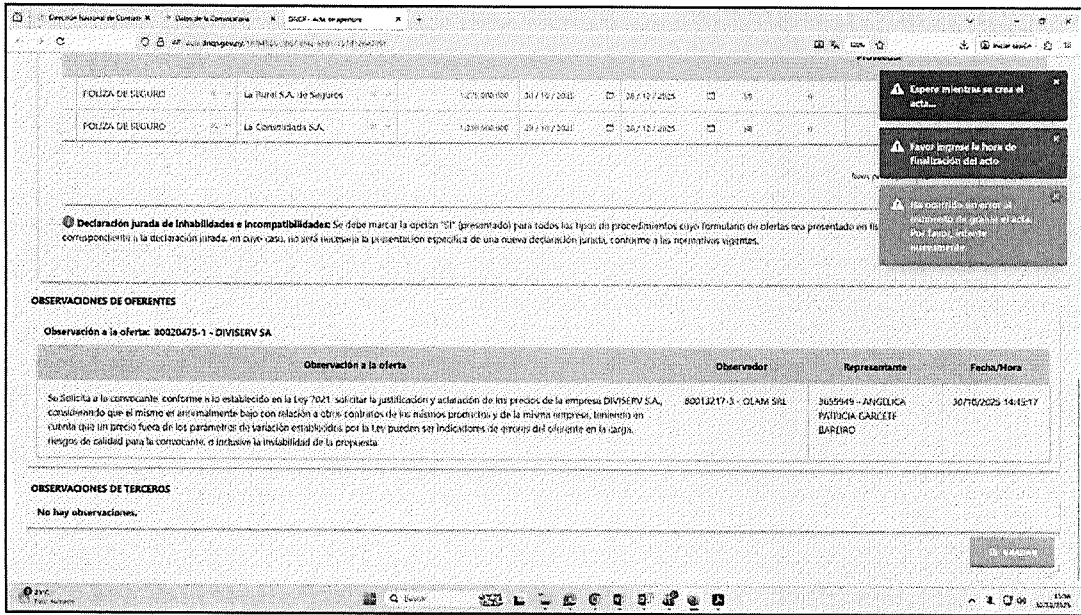 Dirección Nacional de Contrata
Datos de la Convocatoria
DNCP - Acta de apertura
Espere mientras se crea el
acta...
POLIZA DE SEGURO La Rural S.A. de Seguros 28 / 12 / 2025
POLIZA DE SEGURO La Consolidada S.A. 28 / 12 / 2025
Favor ingrese la hora de
finalización del acto
Ha ocurrido un error al
momento de grabar el acta.
Por favor, intente
nuevamente.
Declaración jurada de inhabilidades e incompatibilidades: Se debe marcar la opción "SI" (presentado) para todos los tipos de procedimientos cuyo formulario de ofertas sea presentado en
correspondiente a la declaración jurada, en cuyo caso, no será necesaria la presentación específica de una nueva declaración jurada, conforme a las normativas vigentes.
OBSERVACIONES DE OFERENTES
Observación a la oferta: 80020475-1 - DIVISERV SA
Observación a la oferta Observador Representante Fecha/Hora
Se Solicita a la convocante, conforme a lo establecido en la Ley 7021, solicitar la justificación y aclaración de los precios de la empresa DIVISERV S.A., 80013217-3 - OLAM SRL 3655949 - ANGELICA 30/10/2025 14:45:17
considerando que el mismo es anormalmente bajo con relación a otros contratos de los mismos productos y de la misma empresa, teniendo en PATRICIA GARCETE
cuenta que un precio fuera de los parámetros de variación establecidos por la Ley pueden ser indicadores de errores del oferente en la carga, BAREIRO
riesgos de calidad para la convocante, o inclusive la inviabilidad de la propuesta.
OBSERVACIONES DE TERCEROS
No hay observaciones.
Buscar